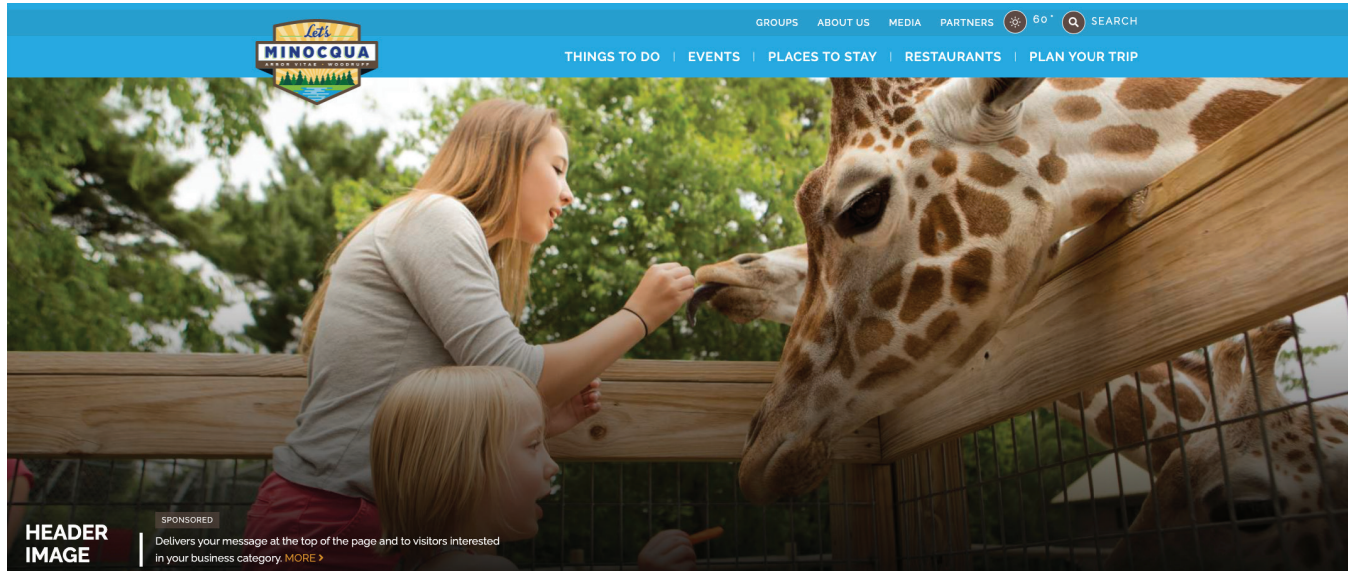 GROUPS ABOUT US MEDIA PARTNERS 60° SEARCH
Let's
MINOCQUA
ARBOR VITAE • WOODRUFF
THINGS TO DO | EVENTS | PLACES TO STAY | RESTAURANTS | PLAN YOUR TRIP
HEADER
IMAGE
SPONSORED
Delivers your message at the top of the page and to visitors interested
in your business category. MORE >